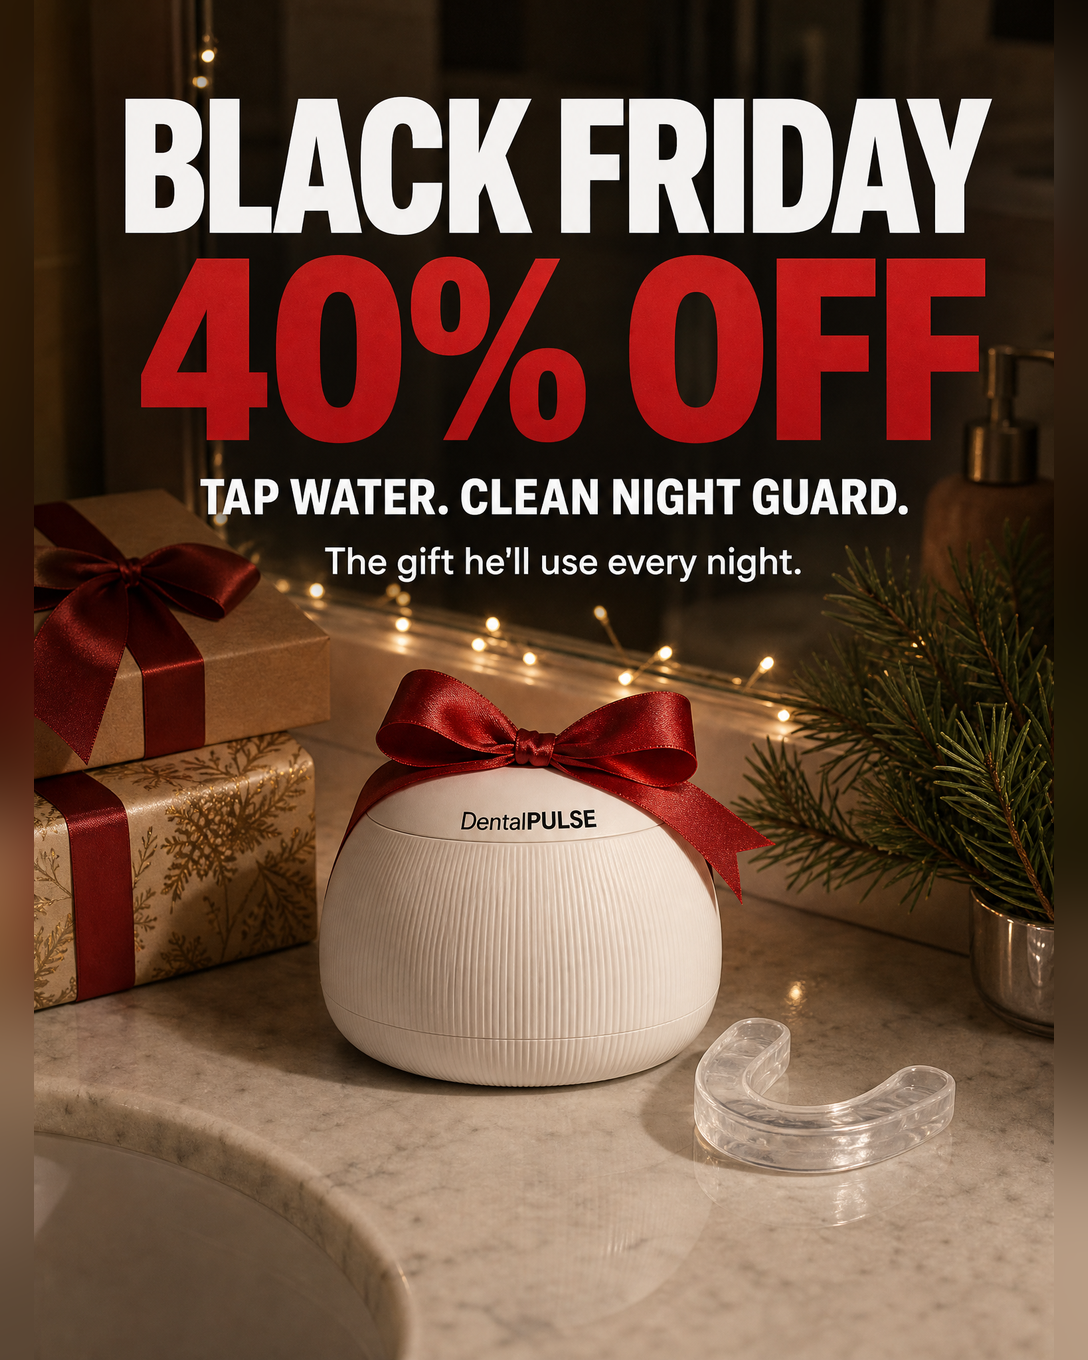 BLACK FRIDAY
40% OFF
TAP WATER. CLEAN NIGHT GUARD.
The gift he’ll use every night.
DentalPULSE